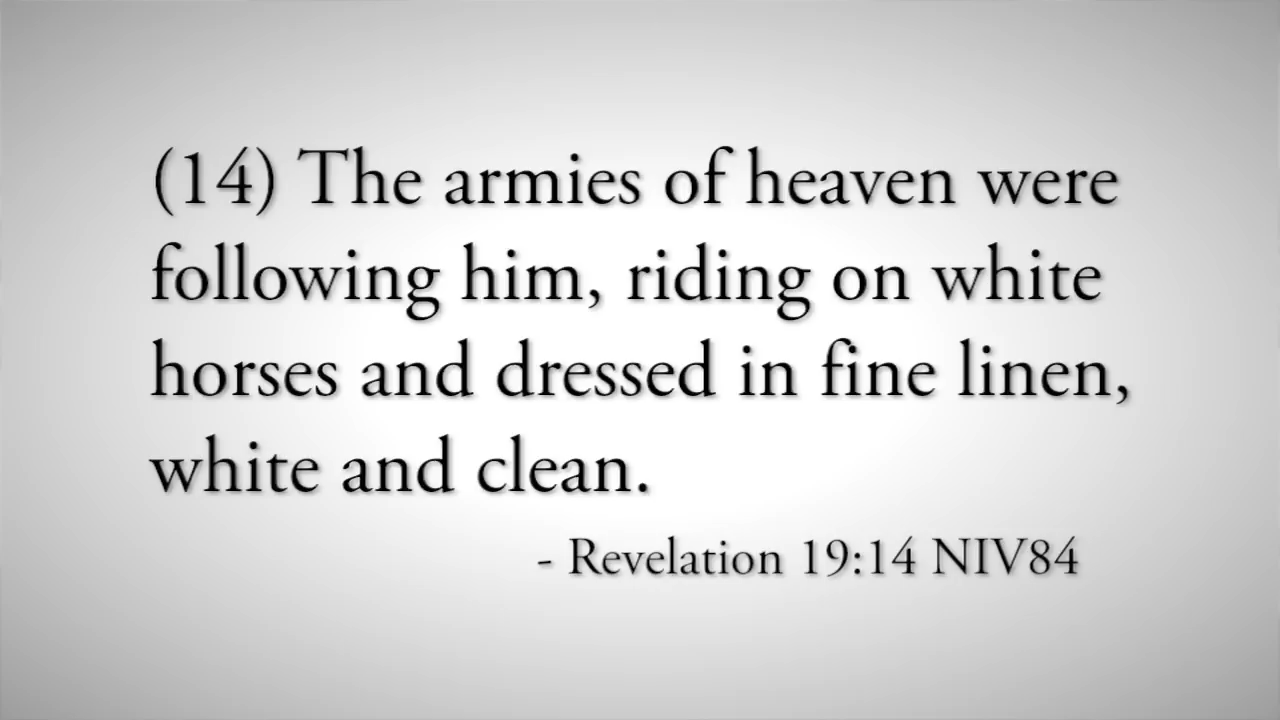 (14) The armies of heaven were
following him, riding on white
horses and dressed in fine linen,
white and clean.
- Revelation 19:14 NIV84